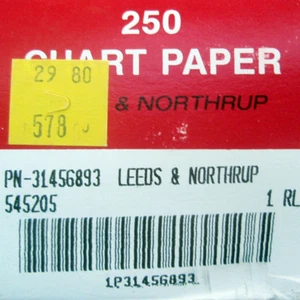 250
CHART PAPER
29 80
& NORTHRUP
578
PN-31456893 LEEDS & NORTHRUP
545205 1 RL
1P31456893